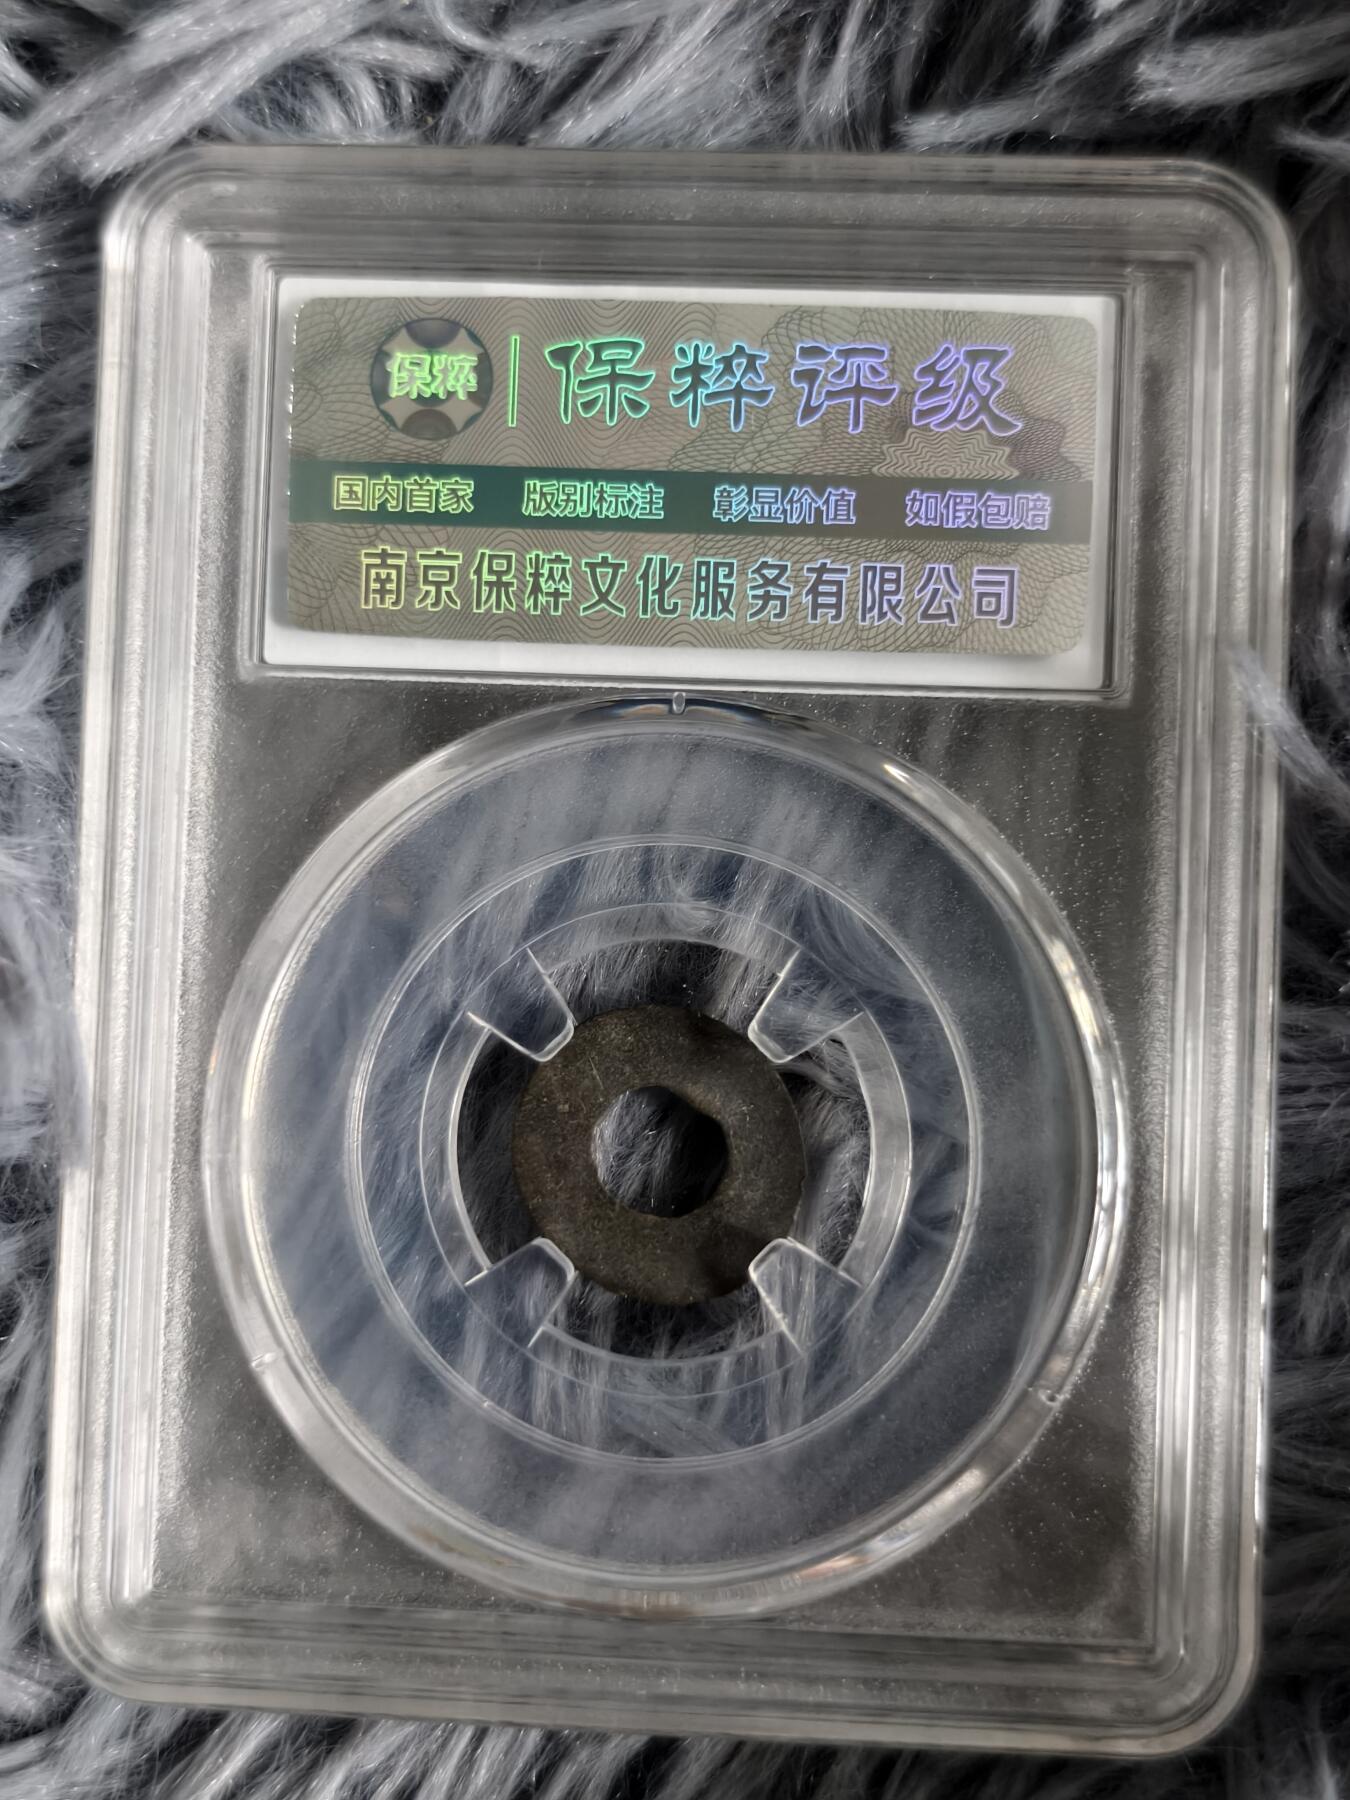 保粹 保粹评级
国内首家 版别标注 彰显价值 如假包赔
南京保粹文化服务有限公司